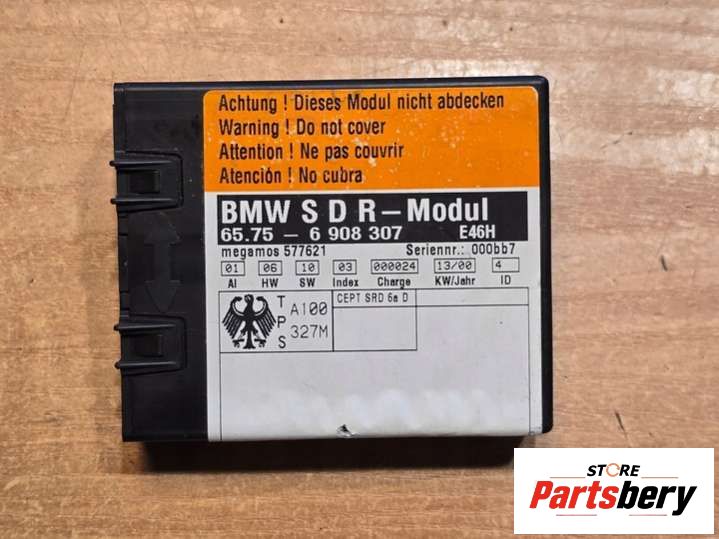 Achtung ! Dieses Modul nicht abdecken
Warning ! Do not cover
Attention ! Ne pas couvrir
Atención ! No cubra
BMW S D R – Modul
65.75 – 6 908 307 E46H
megamos 577621 Seriennr.: 000bb7
01 06 10 03 000024 13/00 4
AI HW SW Index Charge KW/Jahr ID
TPS A100 327M
CEPT SRD 6a D
STORE
Partsbery